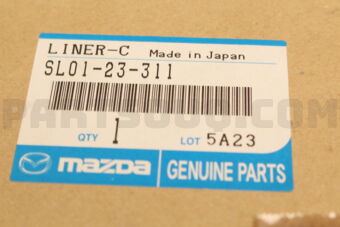 LINER-C Made in Japan
SL01-23-311
QTY 1 LOT 5A23
mazda GENUINE PARTS